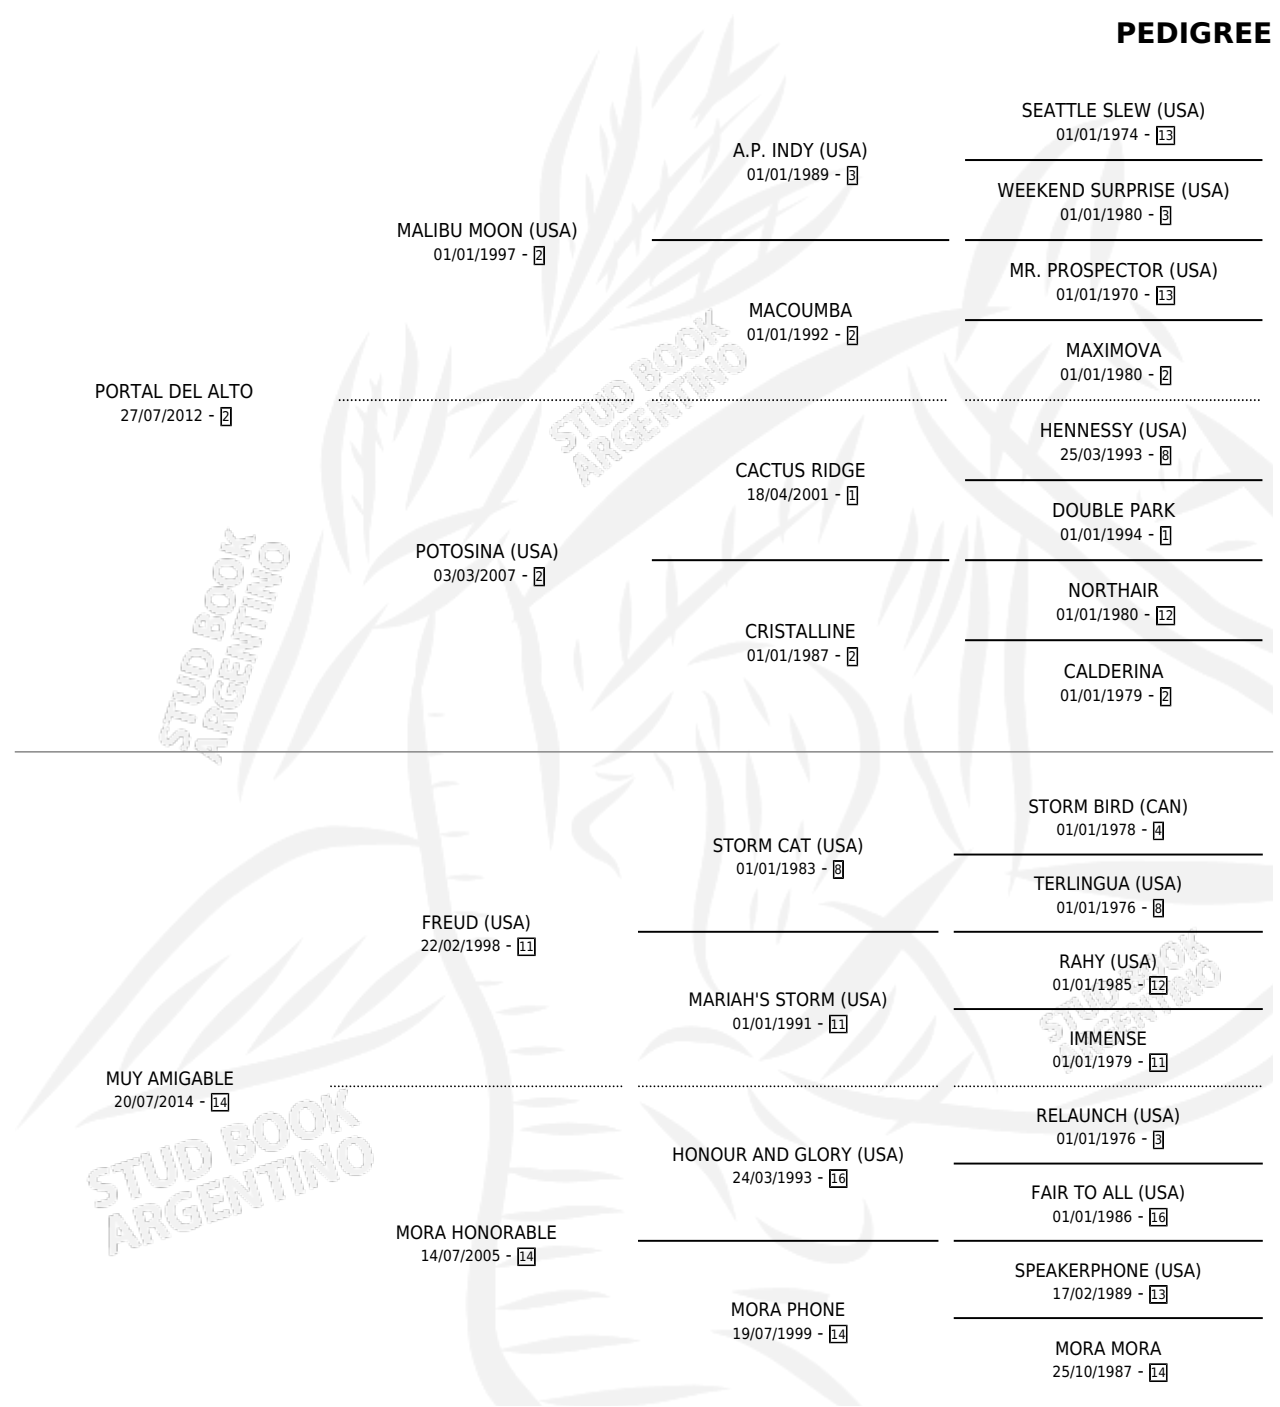 PEDIGREE
SEATTLE SLEW (USA)
01/01/1974 - 13
A.P. INDY (USA)
01/01/1989 - 3
WEEKEND SURPRISE (USA)
01/01/1980 - 3
MALIBU MOON (USA)
01/01/1997 - 2
MR. PROSPECTOR (USA)
01/01/1970 - 13
MACOUMBA
01/01/1992 - 2
MAXIMOVA
01/01/1980 - 2
PORTAL DEL ALTO
27/07/2012 - 2
HENNESSY (USA)
25/03/1993 - 8
CACTUS RIDGE
18/04/2001 - 1
DOUBLE PARK
01/01/1994 - 1
POTOSINA (USA)
03/03/2007 - 2
NORTHAIR
01/01/1980 - 12
CRISTALLINE
01/01/1987 - 2
CALDERINA
01/01/1979 - 2
STORM BIRD (CAN)
01/01/1978 - 4
STORM CAT (USA)
01/01/1983 - 8
TERLINGUA (USA)
01/01/1976 - 8
FREUD (USA)
22/02/1998 - 11
RAHY (USA)
01/01/1985 - 12
MARIAH'S STORM (USA)
01/01/1991 - 11
IMMENSE
01/01/1979 - 11
MUY AMIGABLE
20/07/2014 - 14
RELAUNCH (USA)
01/01/1976 - 3
HONOUR AND GLORY (USA)
24/03/1993 - 16
FAIR TO ALL (USA)
01/01/1986 - 16
MORA HONORABLE
14/07/2005 - 14
SPEAKERPHONE (USA)
17/02/1989 - 13
MORA PHONE
19/07/1999 - 14
MORA MORA
25/10/1987 - 14
STUD BOOK
ARGENTINO
STUD BOOK
ARGENTINO
STUD BOOK
ARGENTINO
STUD BOOK
ARGENTINO